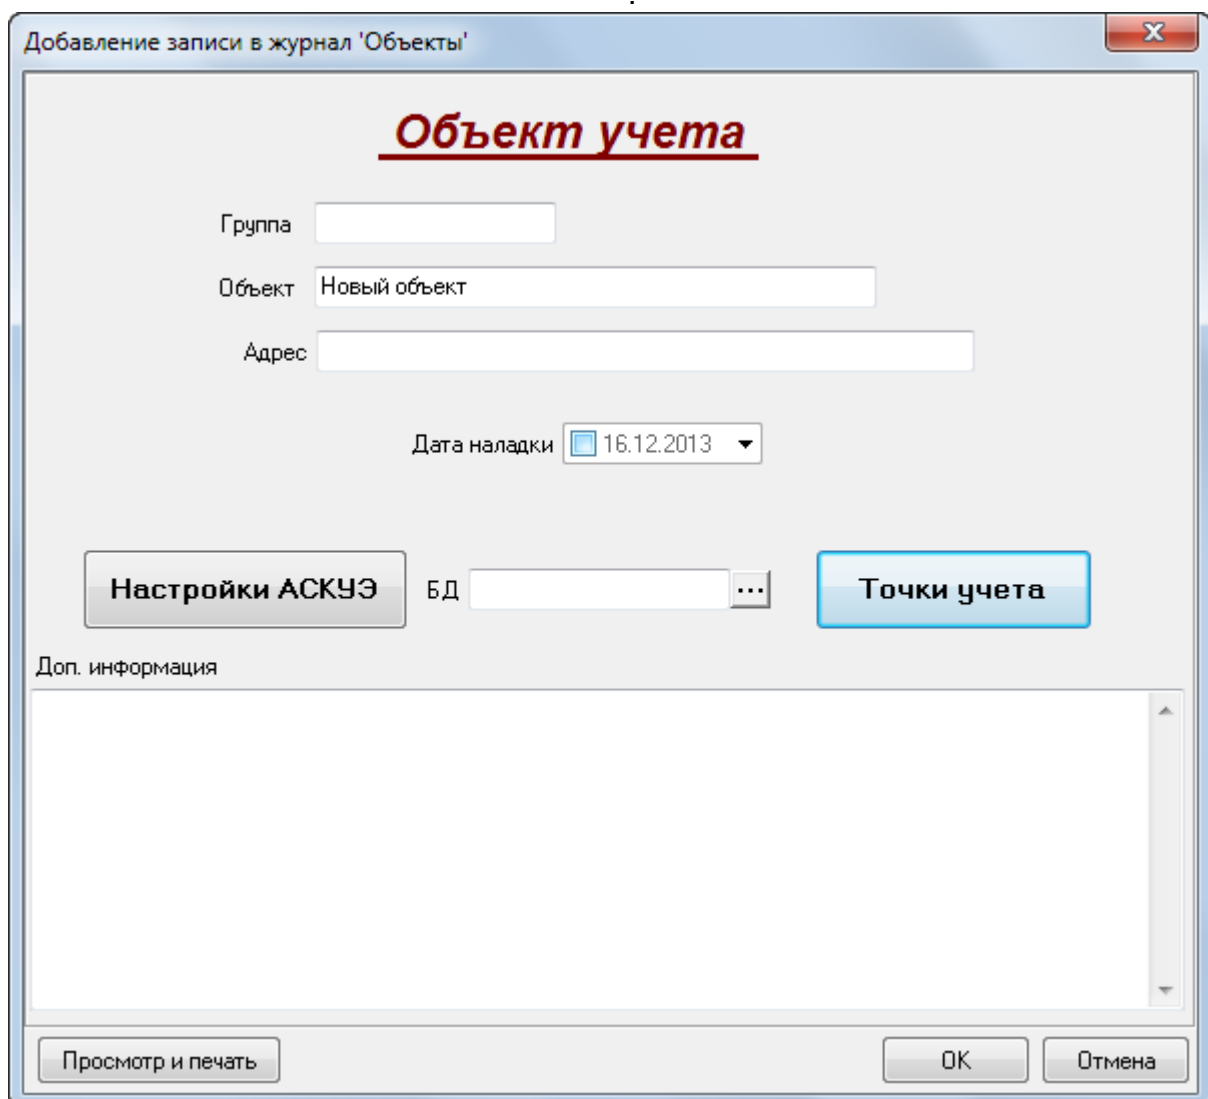 Добавление записи в журнал 'Объекты'
Объект учета
Группа
Объект Новый объект
Адрес
Дата наладки 16.12.2013
Настройки АСКУЭ БД ... Точки учета
Доп. информация
Просмотр и печать OK Отмена